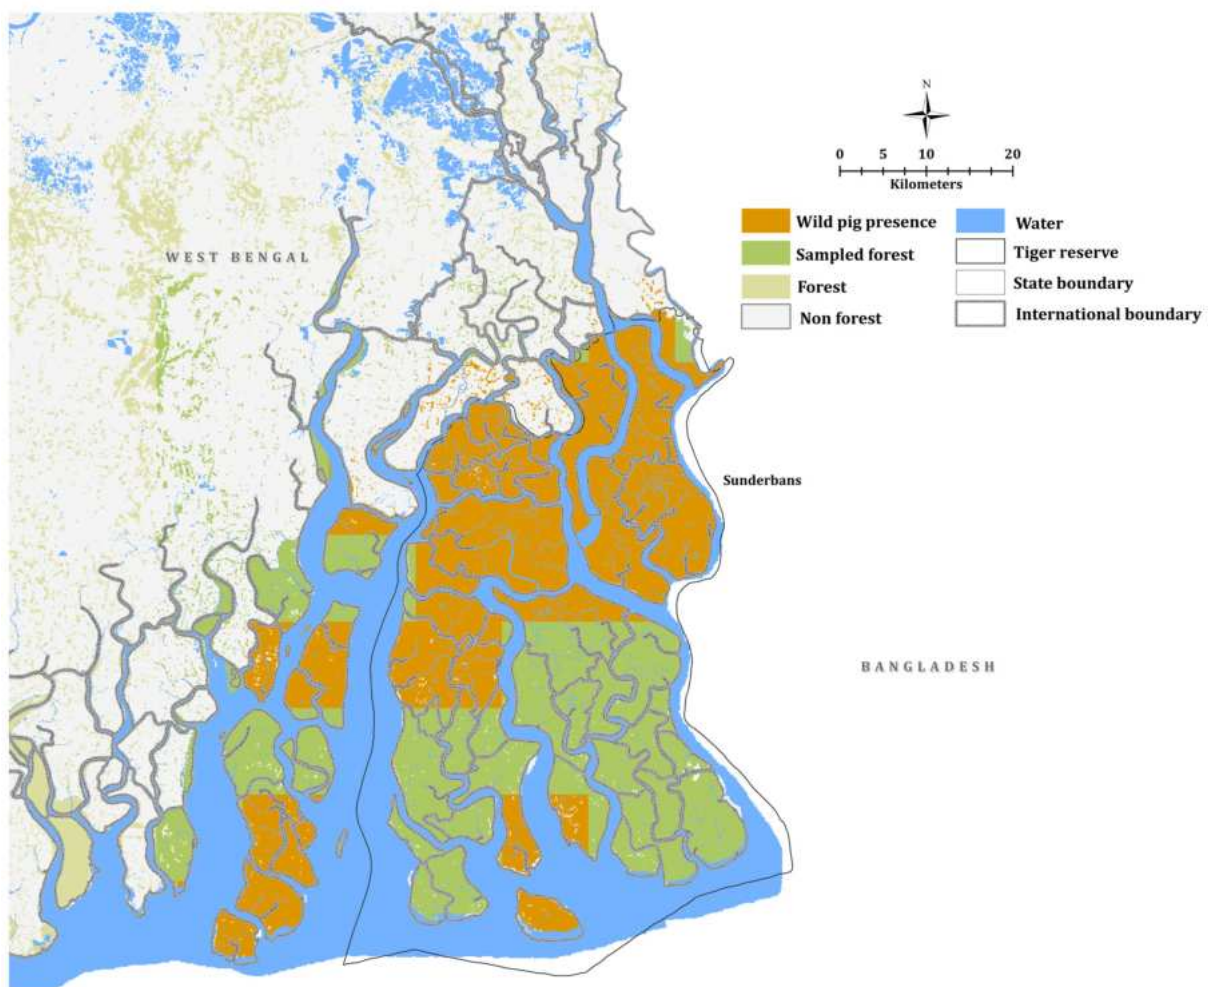 N
0 5 10 20
Kilometers
Wild pig presence
Water
Sampled forest
Tiger reserve
Forest
State boundary
Non forest
International boundary
WEST BENGAL
Sunderbans
BANGLADESH